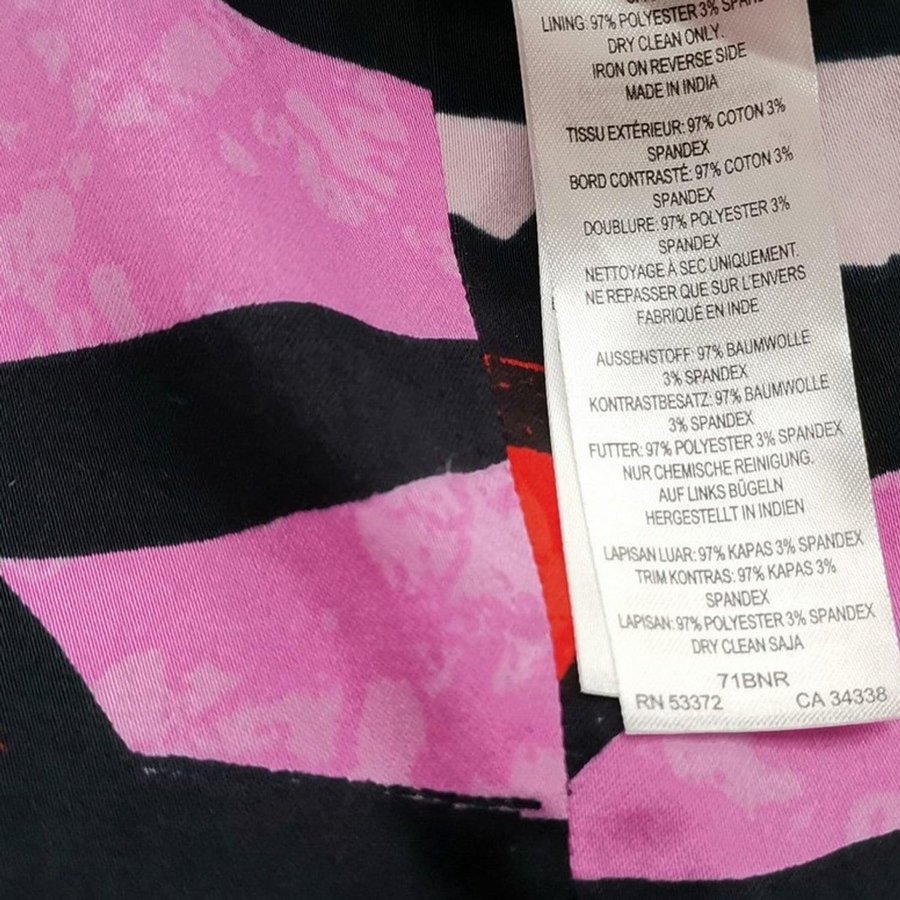 LINING: 97% POLYESTER 3% SPAN
DRY CLEAN ONLY.
IRON ON REVERSE SIDE
MADE IN INDIA
TISSU EXTÉRIEUR: 97% COTON 3%
SPANDEX
BORD CONTRASTÉ: 97% COTON 3%
SPANDEX
DOUBLURE: 97% POLYESTER 3%
SPANDEX
NETTOYAGE À SEC UNIQUEMENT.
NE REPASSER QUE SUR L'ENVERS
FABRIQUÉ EN INDE
AUSSENSTOFF: 97% BAUMWOLLE
3% SPANDEX
KONTRASTBESATZ: 97% BAUMWOLLE
3% SPANDEX
FUTTER: 97% POLYESTER 3% SPANDEX
NUR CHEMISCHE REINIGUNG.
AUF LINKS BÜGELN
HERGESTELLT IN INDIEN
LAPISAN LUAR: 97% KAPAS 3% SPANDEX
TRIM KONTRAS: 97% KAPAS 3%
SPANDEX
LAPISAN: 97% POLYESTER 3% SPANDEX
DRY CLEAN SAJA
71BNR
RN 53372 CA 34338